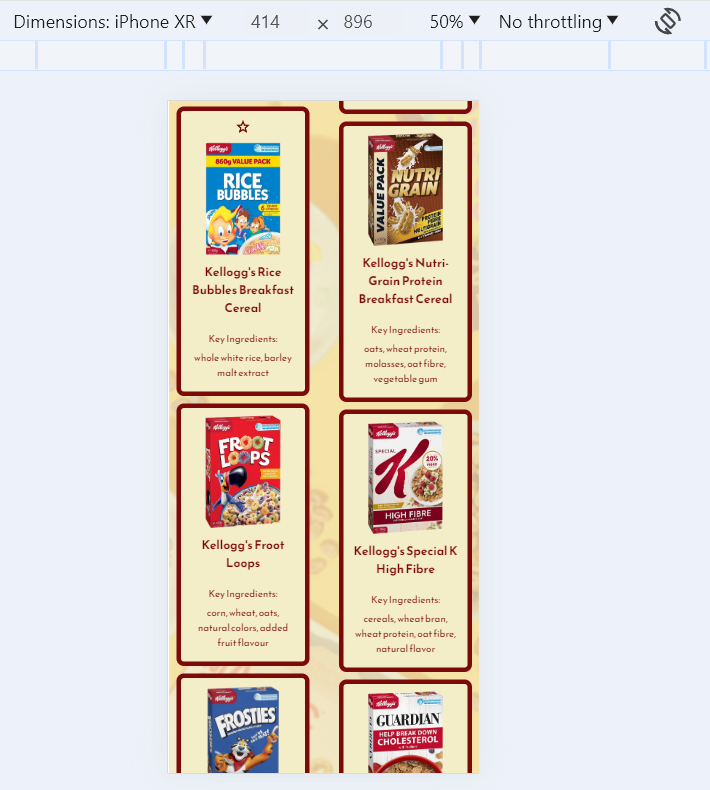 Dimensions: iPhone XR
414
×
896
50%
No throttling
Kellogg's
860g VALUE PACK
RICE
BUBBLES
Kellogg's Rice
Bubbles Breakfast
Cereal
Key Ingredients:
whole white rice, barley
malt extract
Kellogg's
FROOT
LOOPS
Kellogg's Froot
Loops
Key Ingredients:
corn, wheat, oats,
natural colors, added
fruit flavour
Kellogg's
FROSTIES
Kellogg's
VALUE PACK
NUTRI
GRAIN
PROTEIN
FIBRE
MULTIGRAIN
Kellogg's Nutri-
Grain Protein
Breakfast Cereal
Key Ingredients:
oats, wheat protein,
molasses, oat fibre,
vegetable gum
Kellogg's
SPECIAL
K
20%
HIGH FIBRE
Kellogg's Special K
High Fibre
Key Ingredients:
cereals, wheat bran,
wheat protein, oat fibre,
natural flavor
Kellogg's
GUARDIAN
HELP BREAK DOWN
CHOLESTEROL